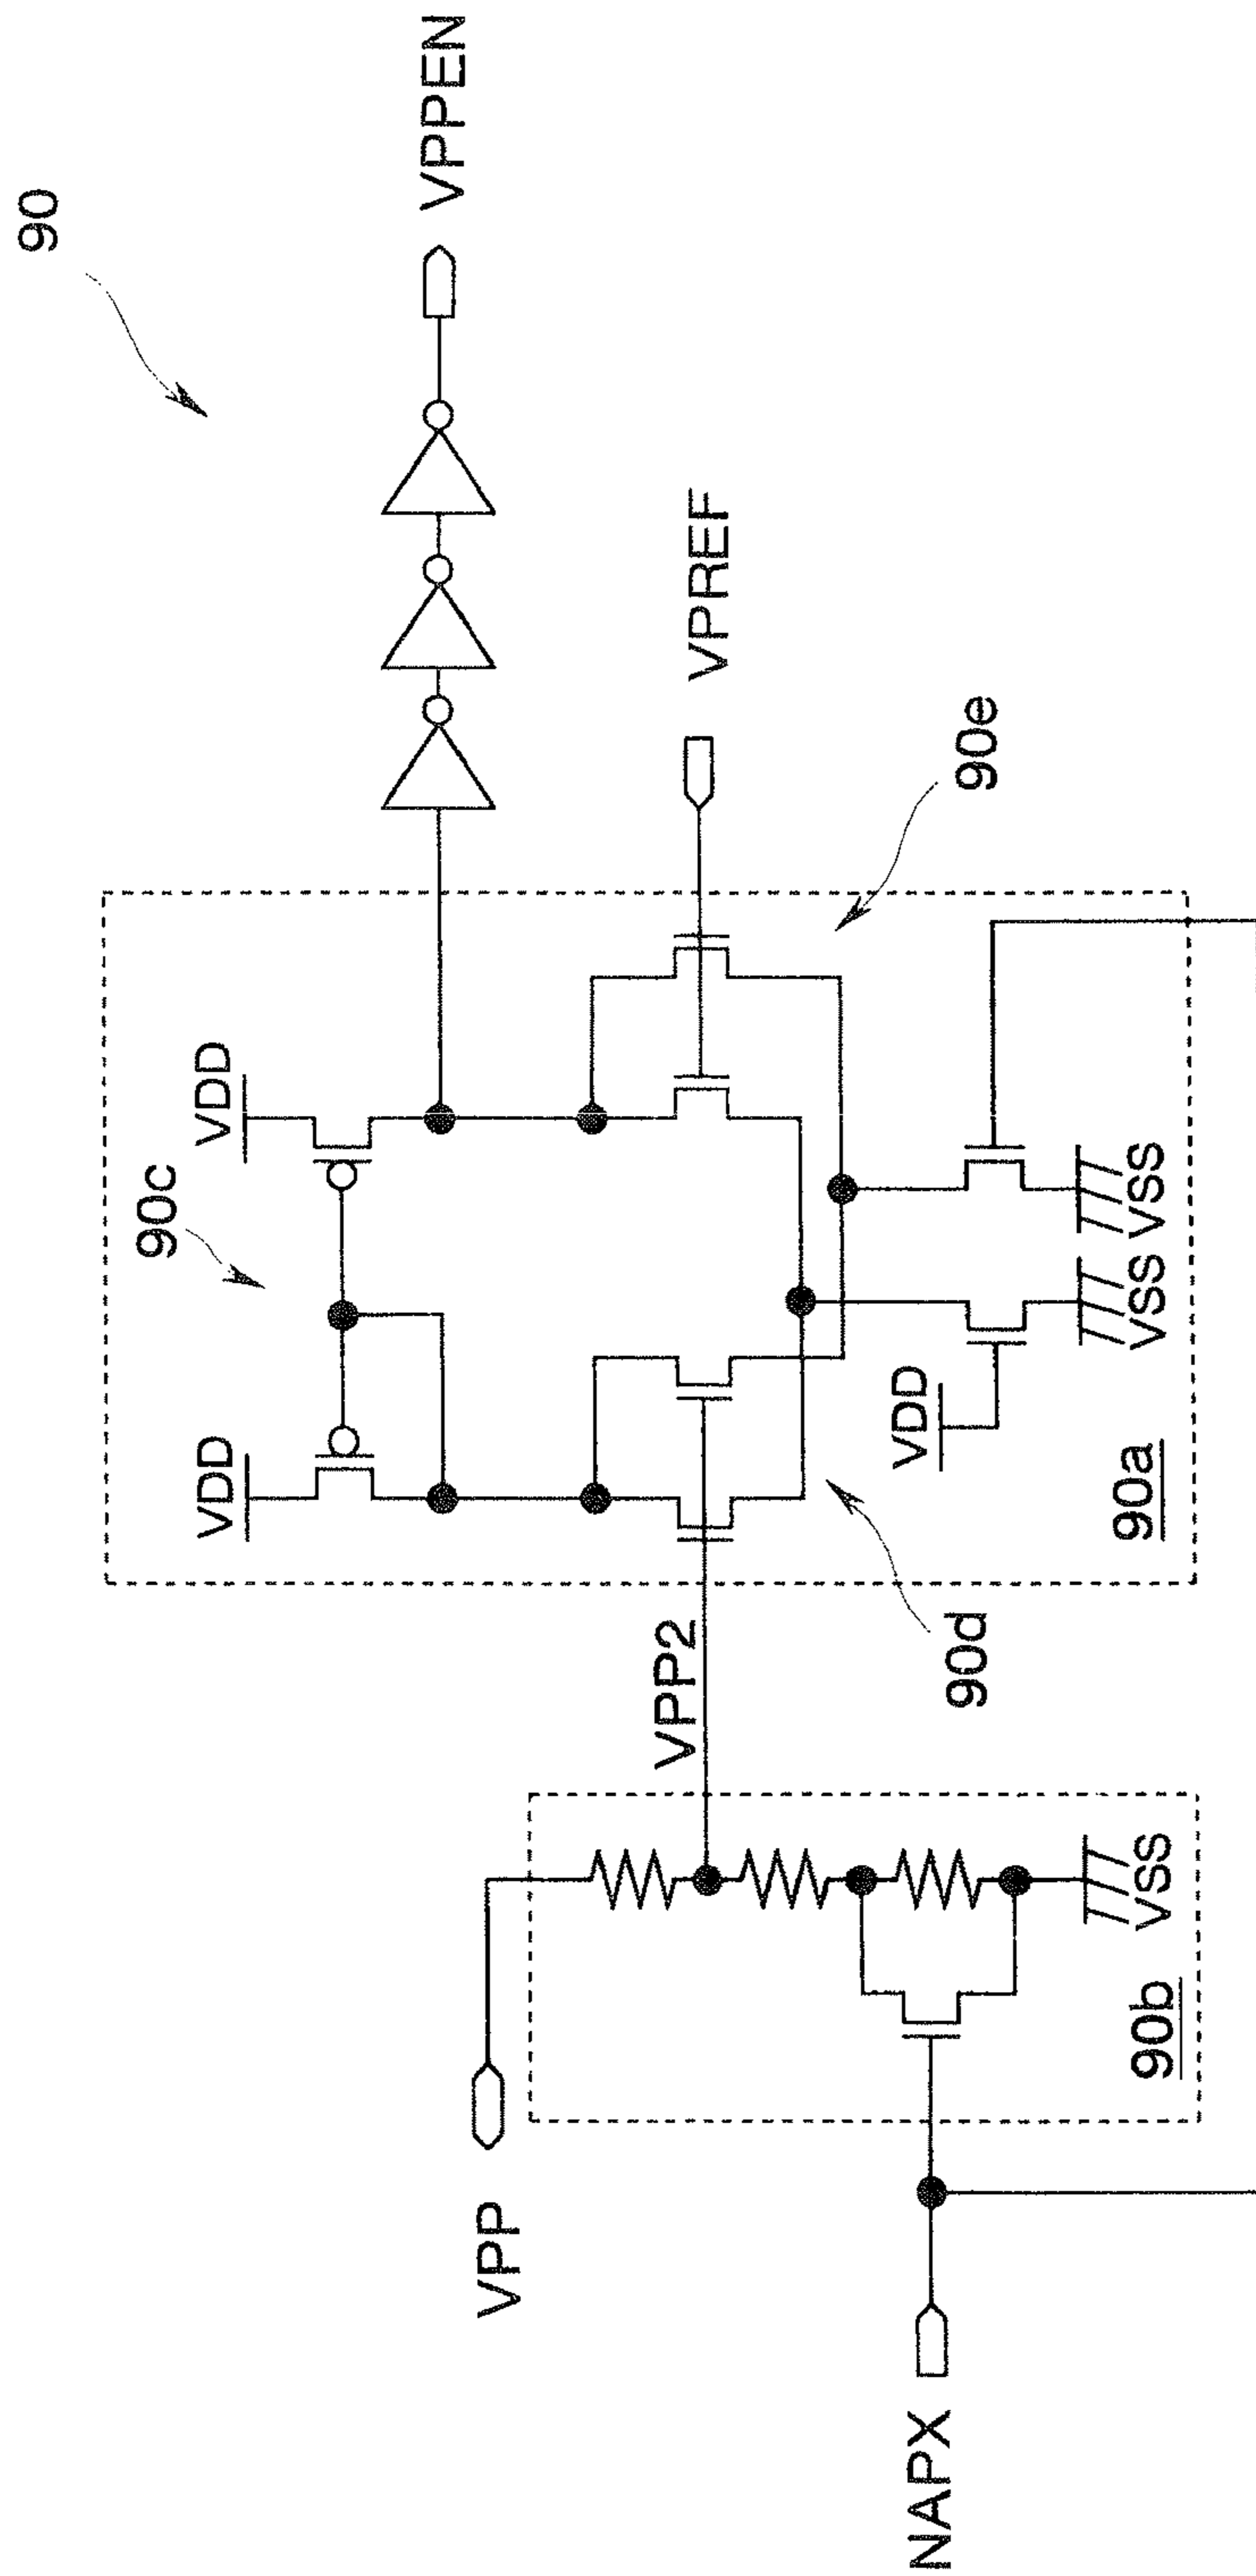 90
VPPEN
VDD
90c
VDD
VPREF
90e
VPP2
VDD
90d
90a
VSS
VSS
VPP
90b
VSS
NAPX